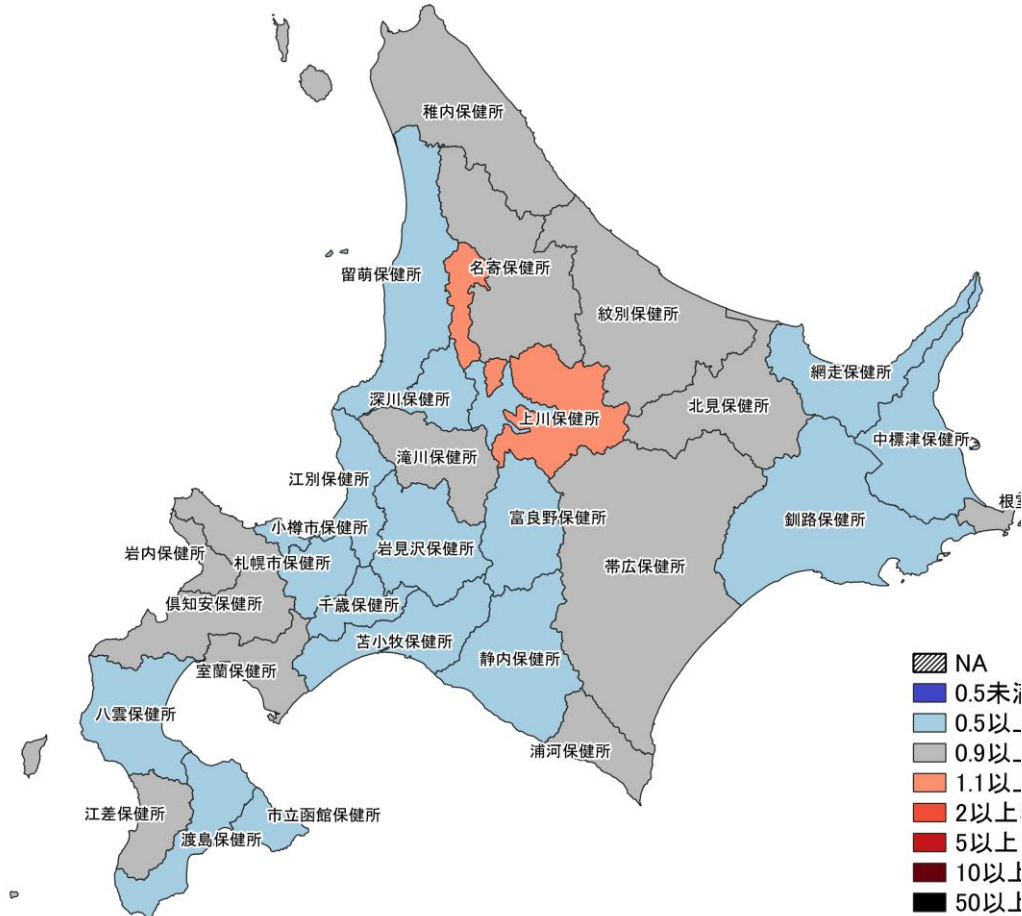 稚内保健所
名寄保健所
留萌保健所
紋別保健所
網走保健所
深川保健所
北見保健所
上川保健所
中標津保健所
滝川保健所
江別保健所
根室
小樽市保健所
富良野保健所
釧路保健所
岩内保健所
札幌市保健所
岩見沢保健所
帯広保健所
倶知安保健所
千歳保健所
苫小牧保健所
静内保健所
室蘭保健所
八雲保健所
浦河保健所
江差保健所
市立函館保健所
渡島保健所
NA
0.5未満
0.5以上
0.9以上
1.1以上
2以上
5以上
10以上
50以上